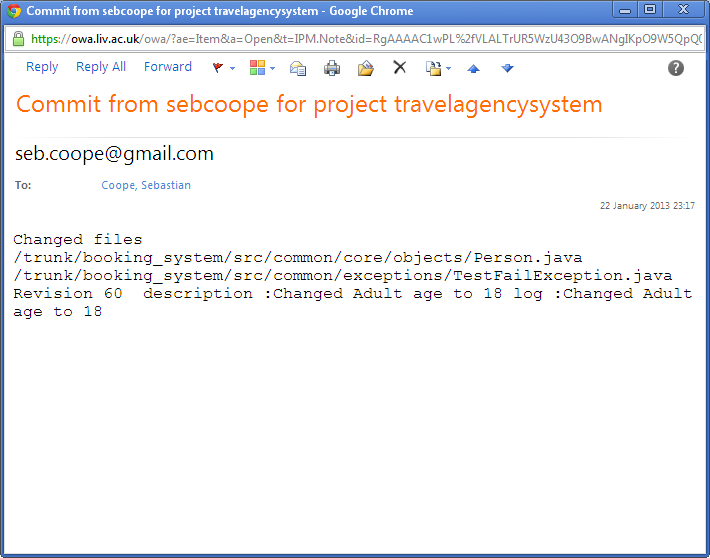 Commit from sebcoope for project travelagencysystem - Google Chrome
https://owa.liv.ac.uk/owa/?ae=Item&a=Open&t=IPM.Note&id=RgAAAAC1wPL%2fVLALTrUR5WzU43O9BwANgIKpO9W5QpQ
Reply Reply All Forward
Commit from sebcoope for project travelagencysystem
seb.coope@gmail.com
To: Coope, Sebastian
22 January 2013 23:17
Changed files
/trunk/booking_system/src/common/core/objects/Person.java
/trunk/booking_system/src/common/exceptions/TestFailException.java
Revision 60  description :Changed Adult age to 18 log :Changed Adult
age to 18